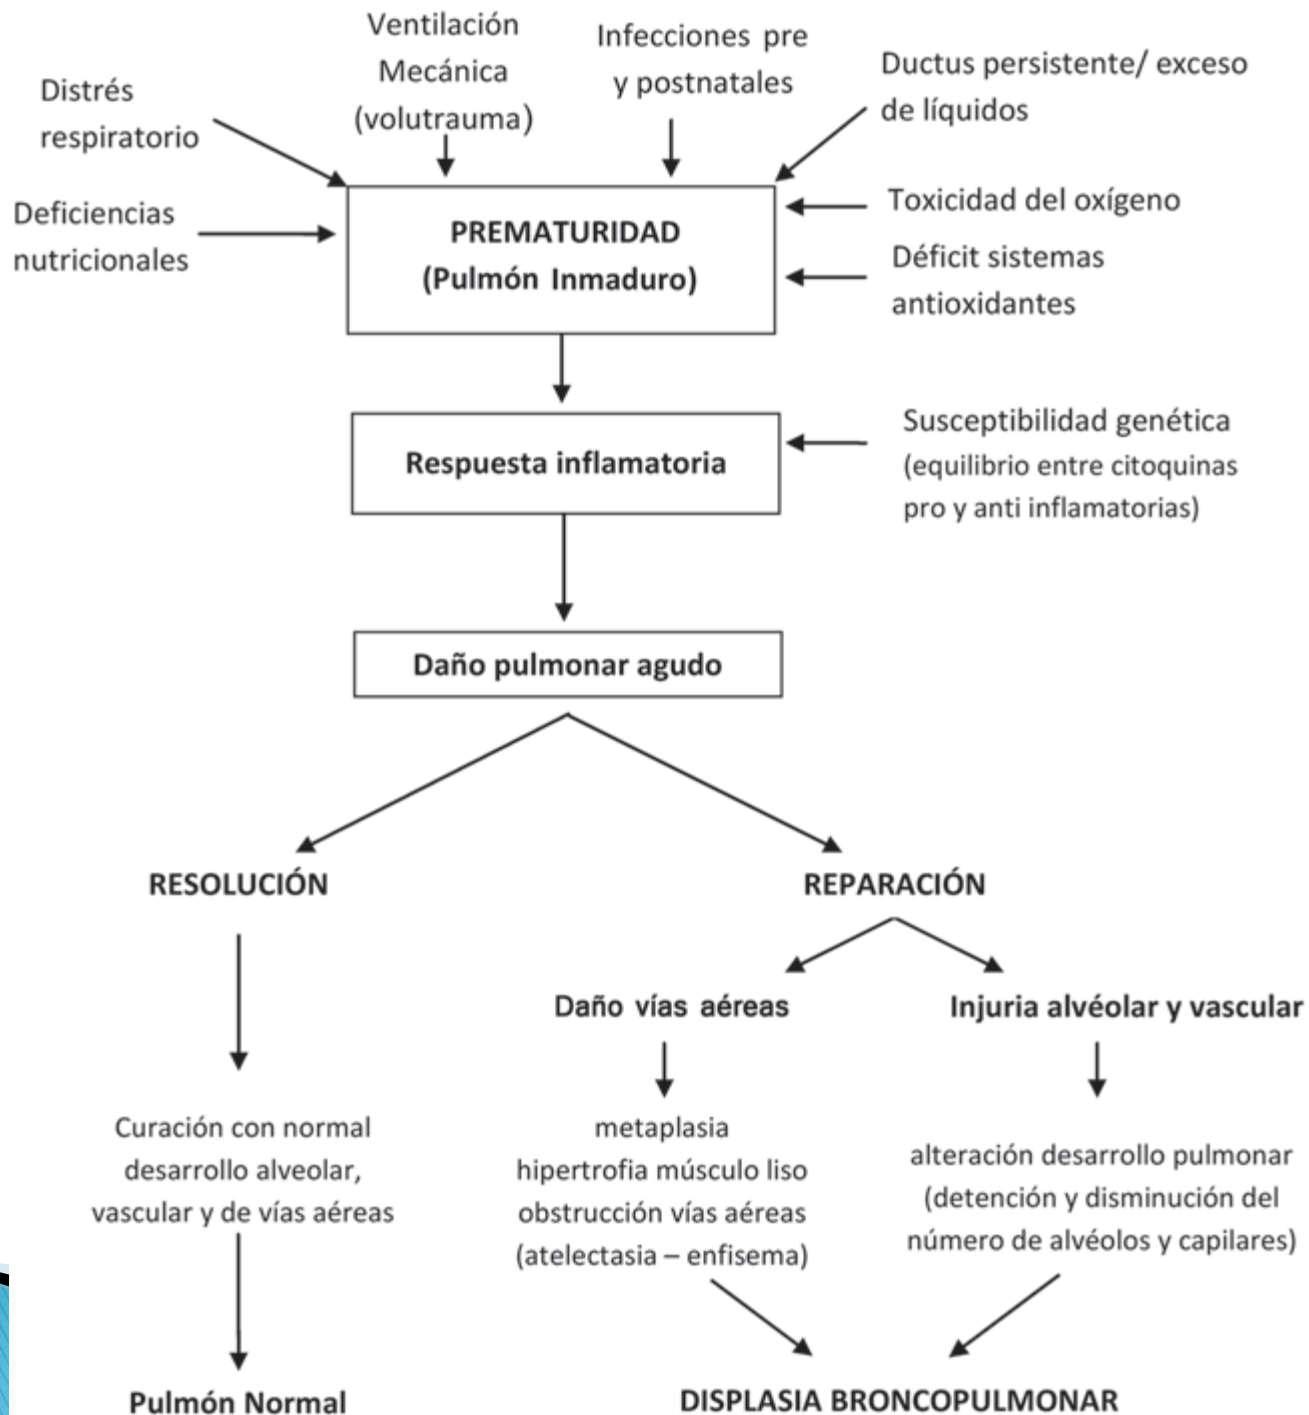 Ventilación
Mecánica
(volutrauma)
Infecciones pre
y postnatales
Ductus persistente/ exceso
de líquidos
Distrés
respiratorio
Deficiencias
nutricionales
PREMATURIDAD
(Pulmón Inmaduro)
Toxicidad del oxígeno
Déficit sistemas
antioxidantes
Respuesta inflamatoria
Susceptibilidad genética
(equilibrio entre citoquinas
pro y anti inflamatorias)
Daño pulmonar agudo
RESOLUCIÓN
REPARACIÓN
Daño vías aéreas
Injuria alvéolar y vascular
Curación con normal
desarrollo alveolar,
vascular y de vías aéreas
metaplasia
hipertrofia músculo liso
obstrucción vías aéreas
(atelectasia – enfisema)
alteración desarrollo pulmonar
(detención y disminución del
número de alvéolos y capilares)
Pulmón Normal
DISPLASIA BRONCOPULMONAR